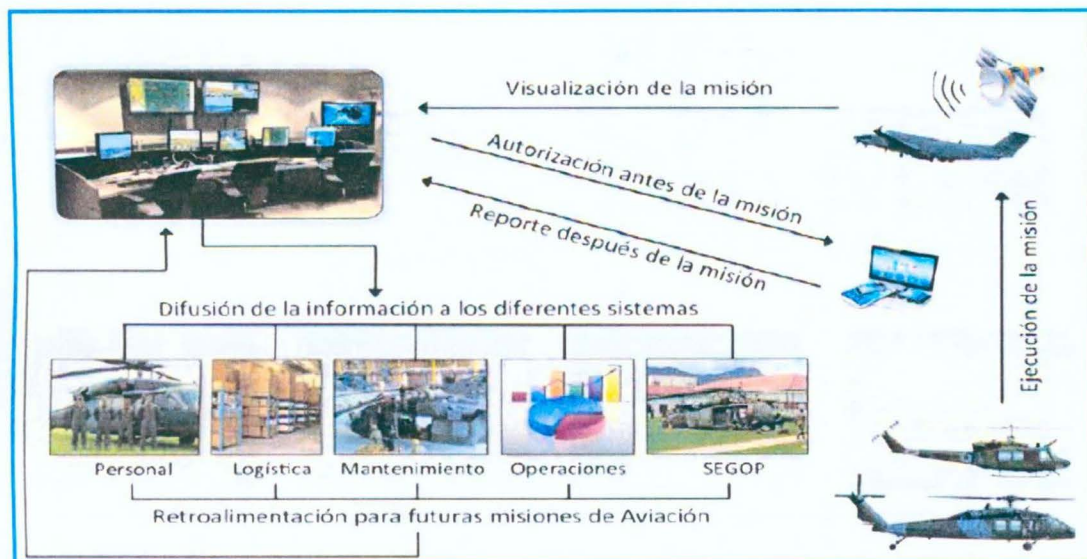 Visualización de la misión
Autorización antes de la misión
Reporte después de la misión
Ejecución de la misión
Difusión de la información a los diferentes sistemas
Personal
Logística
Mantenimiento
Operaciones
SEGOP
Retroalimentación para futuras misiones de Aviación